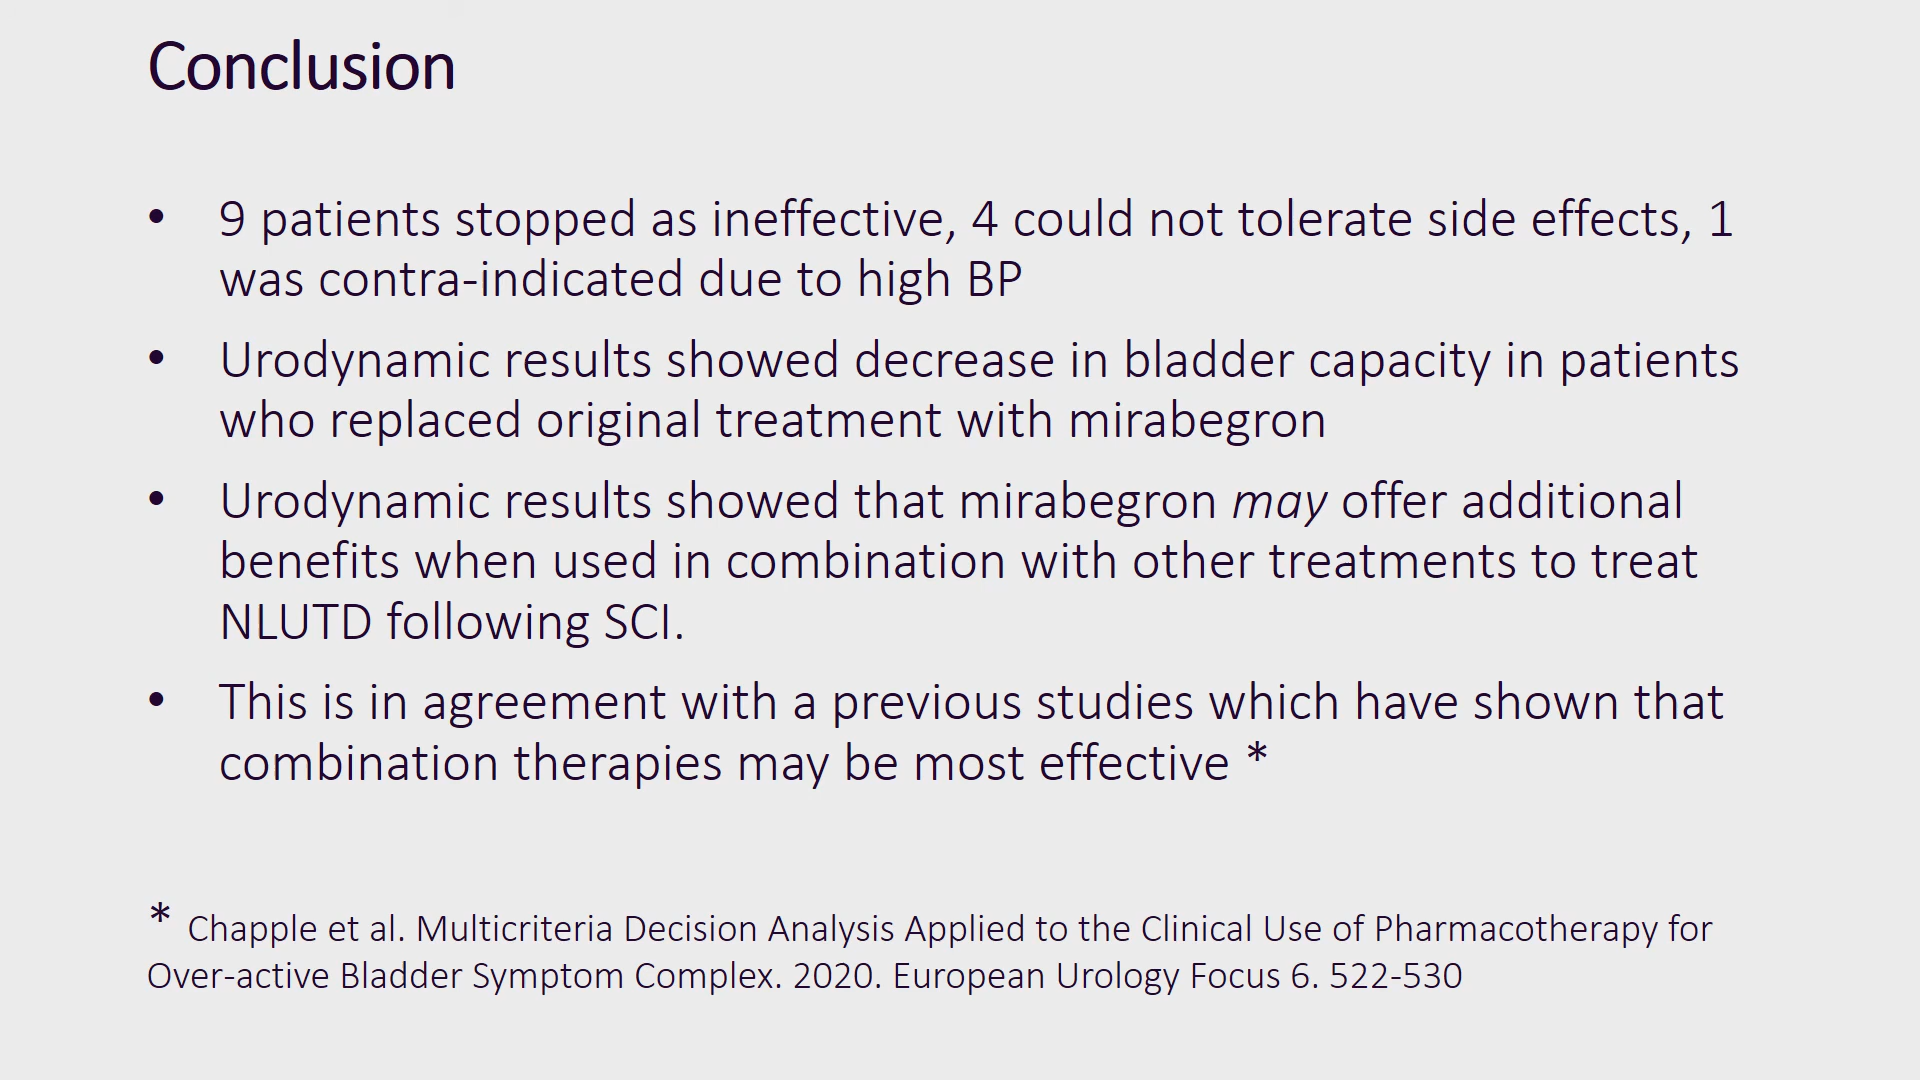 Conclusion
• 9 patients stopped as ineffective, 4 could not tolerate side effects, 1
was contra-indicated due to high BP
• Urodynamic results showed decrease in bladder capacity in patients
who replaced original treatment with mirabegron
• Urodynamic results showed that mirabegron may offer additional
benefits when used in combination with other treatments to treat
NLUTD following SCI.
• This is in agreement with a previous studies which have shown that
combination therapies may be most effective *
* Chapple et al. Multicriteria Decision Analysis Applied to the Clinical Use of Pharmacotherapy for
Over-active Bladder Symptom Complex. 2020. European Urology Focus 6. 522-530